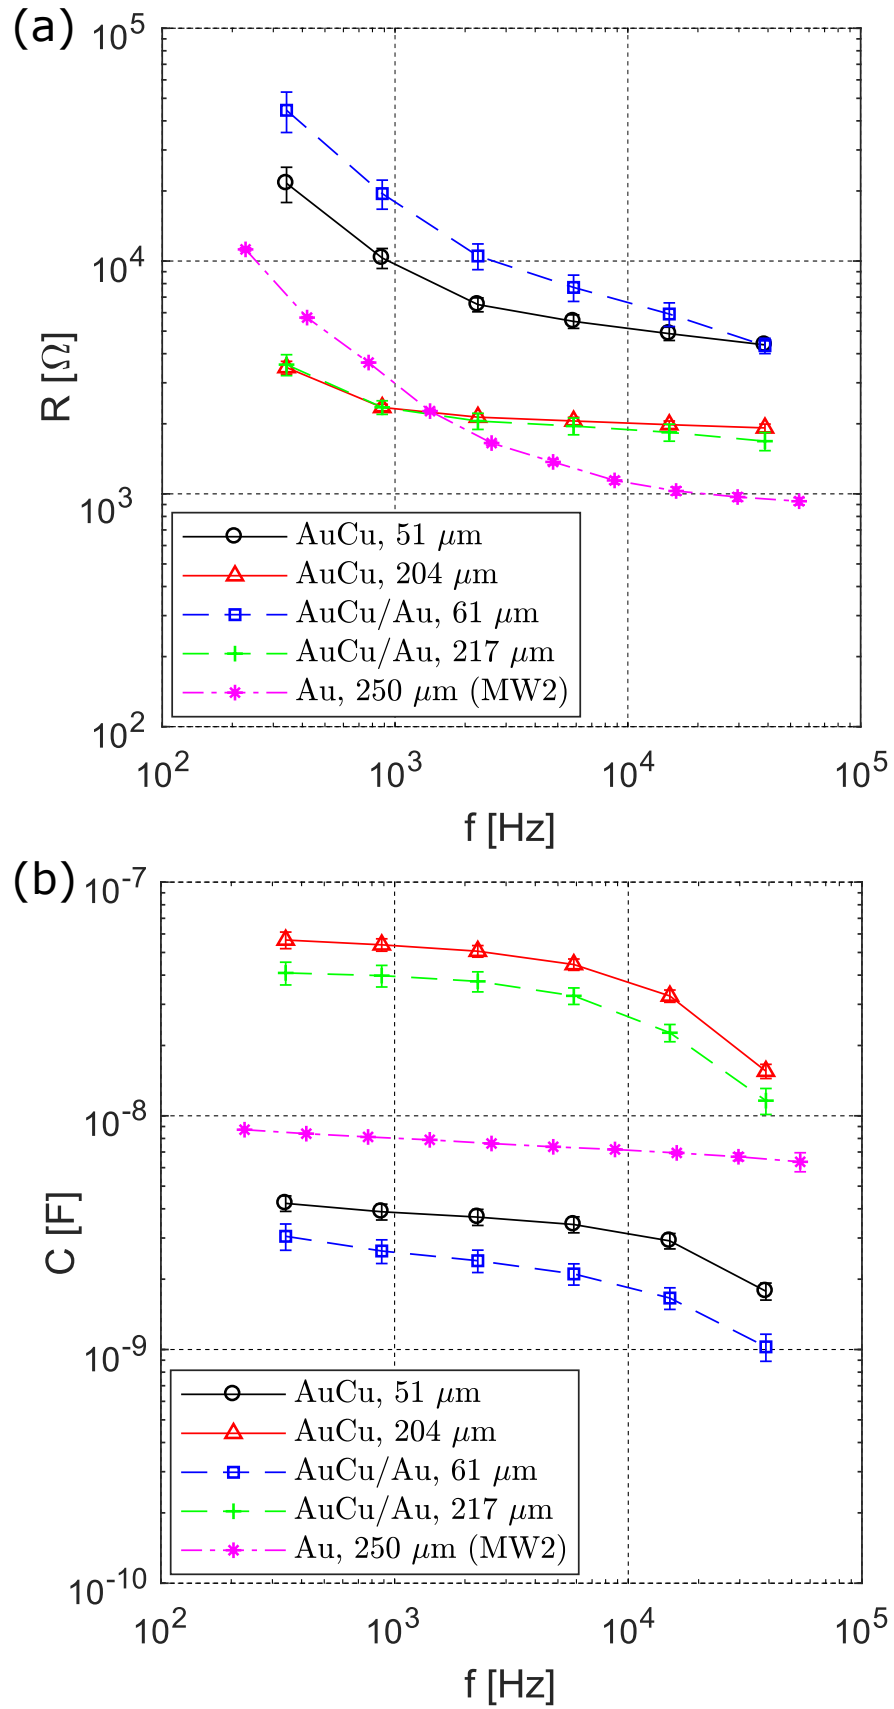 (a)
10^5
10^4
R [Ω]
10^3
AuCu, 51 μm
AuCu, 204 μm
AuCu/Au, 61 μm
AuCu/Au, 217 μm
Au, 250 μm (MW2)
10^2
10^2 10^3 10^4 10^5
f [Hz]
(b)
10^-7
10^-8
C [F]
10^-9
AuCu, 51 μm
AuCu, 204 μm
AuCu/Au, 61 μm
AuCu/Au, 217 μm
Au, 250 μm (MW2)
10^-10
10^2 10^3 10^4 10^5
f [Hz]